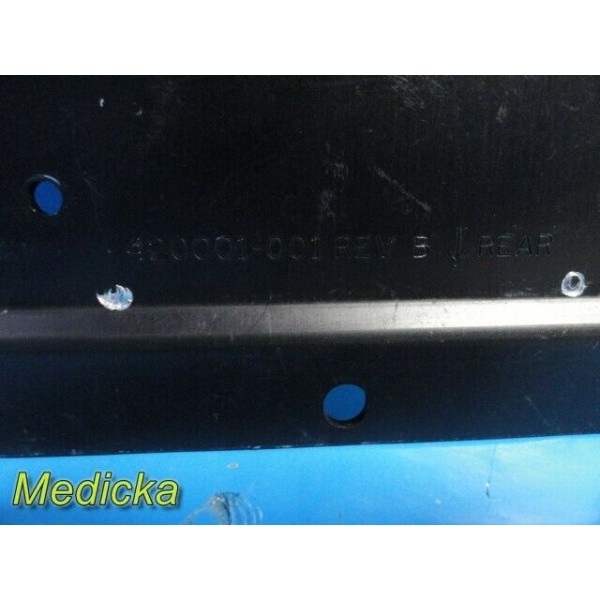 420001-001 REV B ↓ REAR
Medicka